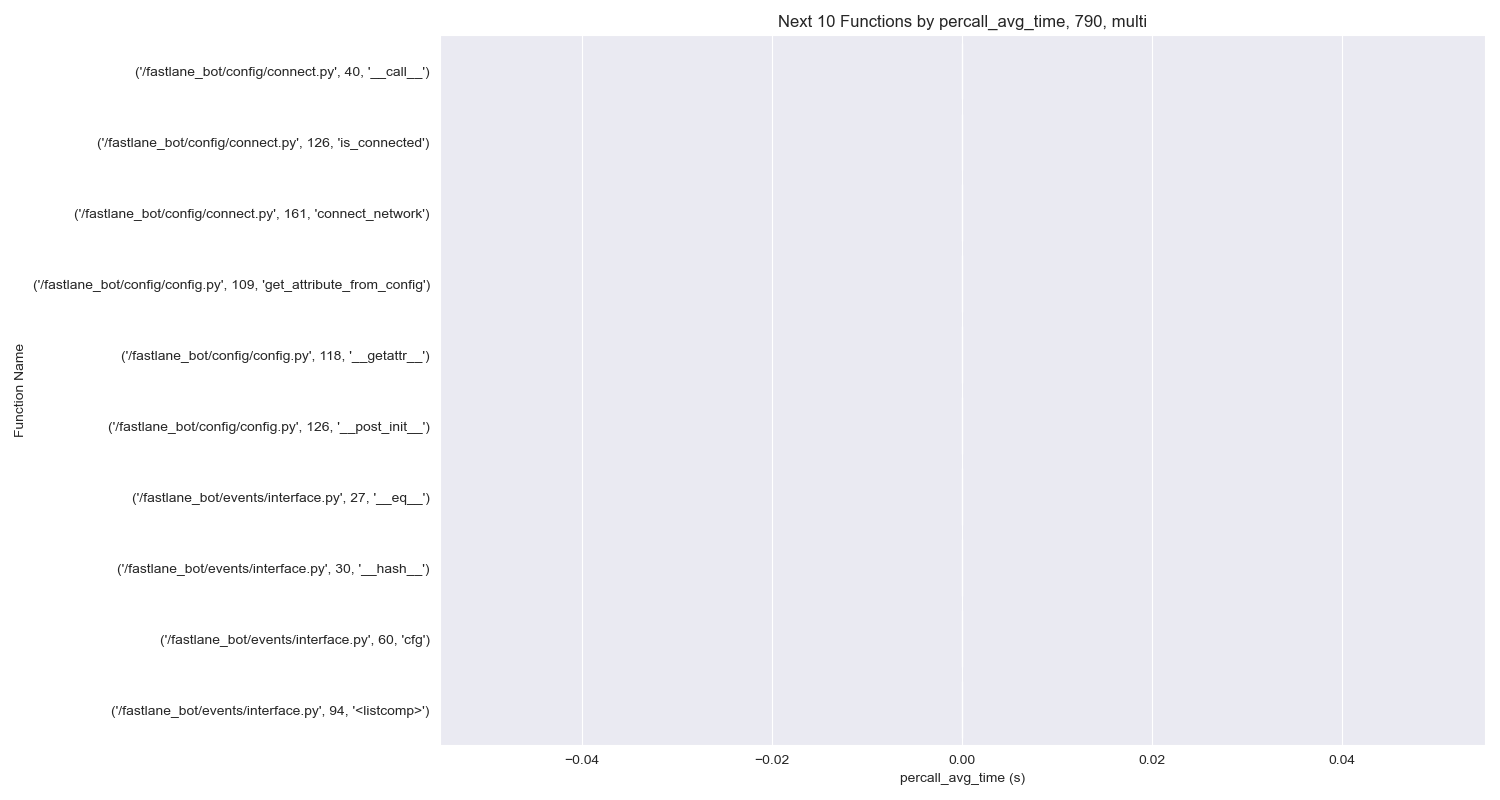 Next 10 Functions by percall_avg_time, 790, multi
('/fastlane_bot/config/connect.py', 40, '__call__')
('/fastlane_bot/config/connect.py', 126, 'is_connected')
('/fastlane_bot/config/connect.py', 161, 'connect_network')
('/fastlane_bot/config/config.py', 109, 'get_attribute_from_config')
('/fastlane_bot/config/config.py', 118, '__getattr__')
('/fastlane_bot/config/config.py', 126, '__post_init__')
('/fastlane_bot/events/interface.py', 27, '__eq__')
('/fastlane_bot/events/interface.py', 30, '__hash__')
('/fastlane_bot/events/interface.py', 60, 'cfg')
('/fastlane_bot/events/interface.py', 94, '<listcomp>')
Function Name
−0.04 −0.02 0.00 0.02 0.04
percall_avg_time (s)